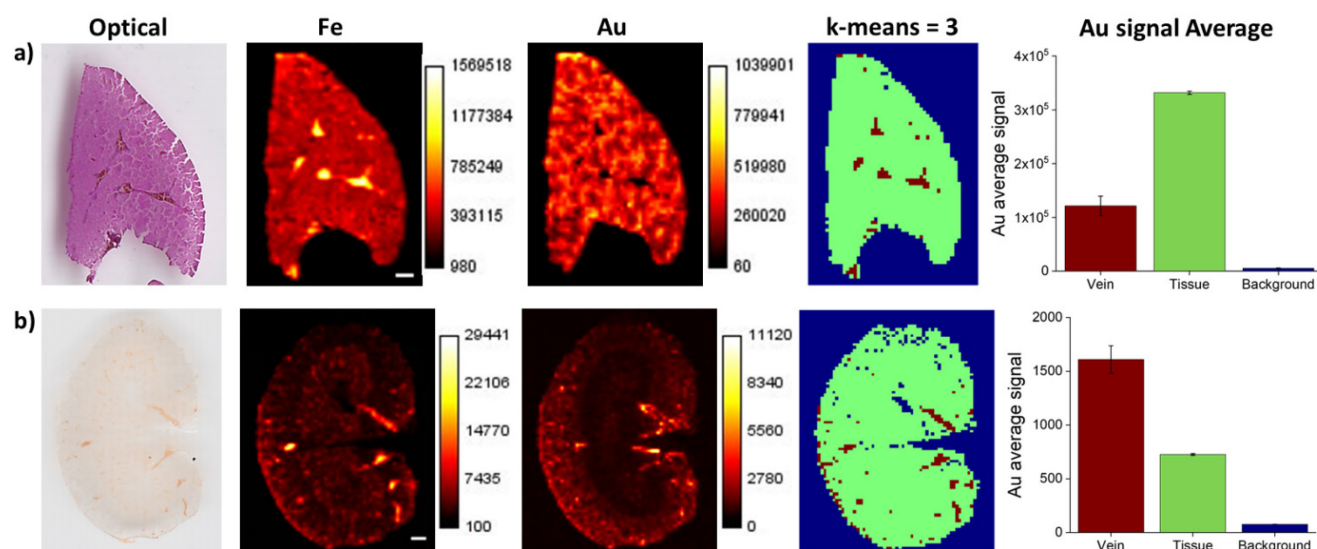 Optical Fe Au k-means = 3 Au signal Average
a)
1569518
1177384
785249
393115
980
1039901
779941
519980
260020
60
Au average signal
4x10⁵
3x10⁵
2x10⁵
1x10⁵
0
Vein Tissue Background
b)
29441
22106
14770
7435
100
11120
8340
5560
2780
0
Au average signal
2000
1500
1000
500
0
Vein Tissue Background